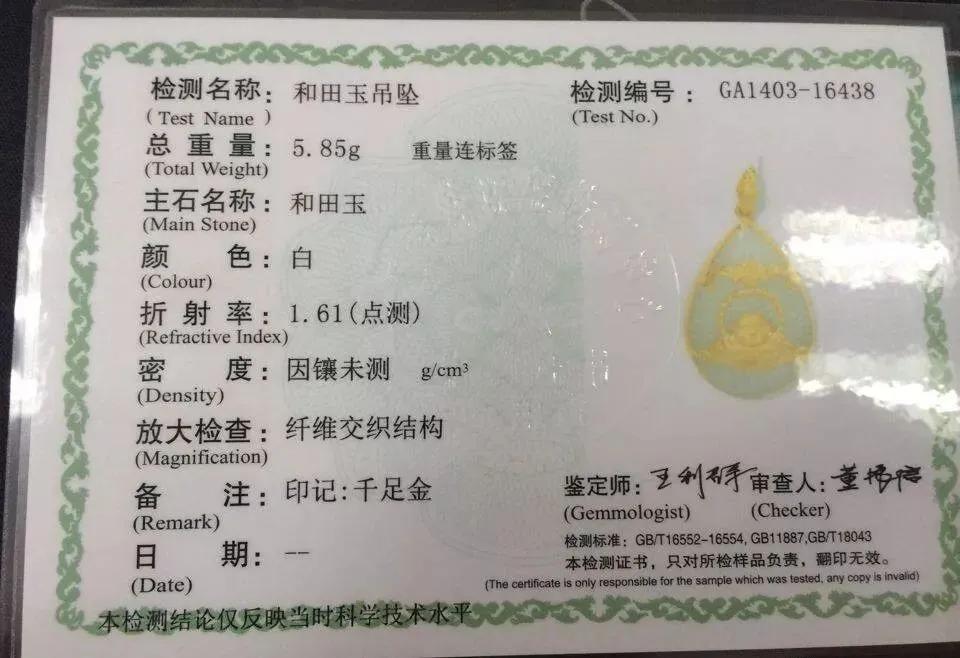 检测名称： 和田玉吊坠 检测编号： GA1403-16438
(Test Name) (Test No.)
总重量： 5.85g 重量连标签
(Total Weight)
主石名称： 和田玉
(Main Stone)
颜 色： 白
(Colour)
折射率： 1.61(点测)
(Refractive Index)
密 度： 因镶未测 g/cm³
(Density)
放大检查： 纤维交织结构
(Magnification)
备 注： 印记:千足金 鉴定师: 王利 审查人:
(Remark) (Gemmologist) (Checker)
日 期： -- 检测标准：GB/T16552-16554, GB11887,GB/T18043
(Date) 本检测证书，只对所检样品负责，翻印无效。
(The certificate is only responsible for the sample which was tested, any copy is invalid)
本检测结论仅反映当时科学技术水平